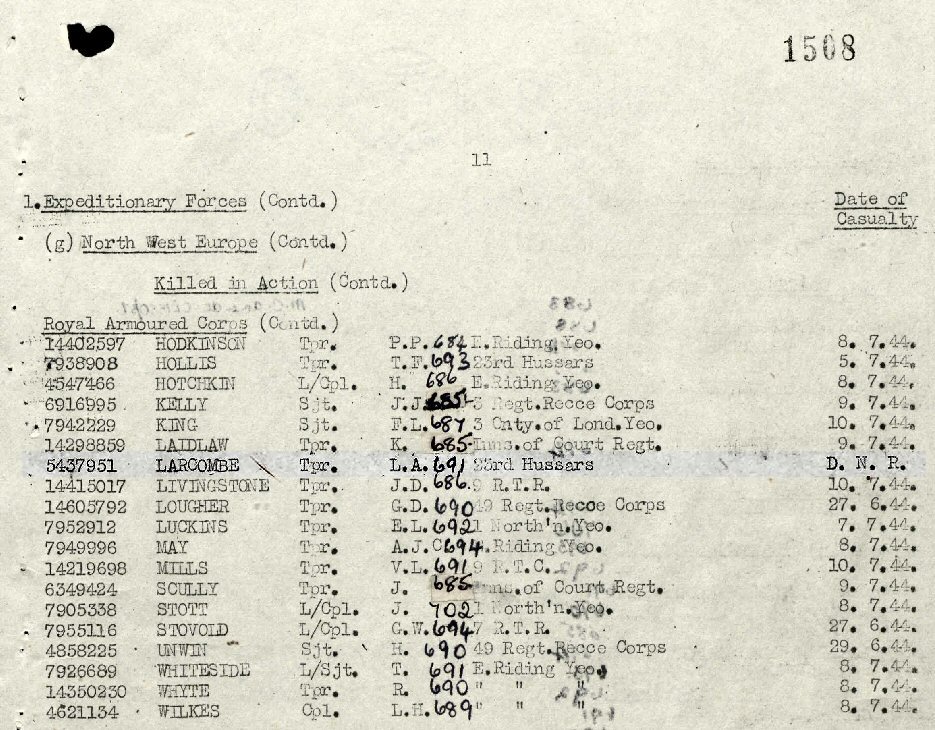 1508
11
1. Expeditionary Forces (Contd.) Date of
Casualty
(g) North West Europe (Contd.)
Killed in Action (Contd.)
Royal Armoured Corps (Contd.)
14402597 HODKINSON Tpr. P.P. 684 E.Riding Yeo. 8. 7.44.
7938908 HOLLIS Tpr. T.F. 693 23rd Hussars 5. 7.44.
4547466 HOTCHKIN L/Cpl. H. 686 E.Riding Yeo. 8. 7.44.
6916995 KELLY Sjt. J.J. 685 3 Regt.Recce Corps 9. 7.44.
7942229 KING Sjt. F.L. 687 3 Cnty.of Lond.Yeo. 10. 7.44.
14298859 LAIDLAW Tpr. K. 685 Inns.of Court Regt. 9. 7.44.
5437951 LARCOMBE Tpr. L.A. 691 23rd Hussars D. N. R.
14415017 LIVINGSTONE Tpr. J.D. 686. 9 R.T.R. 10. 7.44.
14605792 LOUGHER Tpr. G.D. 690 49 Regt.Recce Corps 27. 6.44.
7952912 LUCKINS Tpr. E.L. 692 1 North'n.Yeo. 7. 7.44.
7949996 MAY Tpr. A.J.C. 694 E.Riding Yeo. 8. 7.44.
14219698 MILLS Tpr. V.L. 691 9 R.T.C. 10. 7.44.
6349424 SCULLY Tpr. J. 685 Inns.of Court Regt. 9. 7.44.
7905338 STOTT L/Cpl. J. 702 1 North'n.Yeo. 8. 7.44.
7955116 STOVOLD L/Cpl. G.W. 694 7 R.T.R. 27. 6.44.
4858225 UNWIN Sjt. H. 690 49 Regt.Recce Corps 29. 6.44.
7926689 WHITESIDE L/Sjt. T. 691 E.Riding Yeo. 8. 7.44.
14350230 WHYTE Tpr. R. 690 " " " 8. 7.44.
4621134 WILKES Cpl. L.H. 689 " " " 8. 7.44.